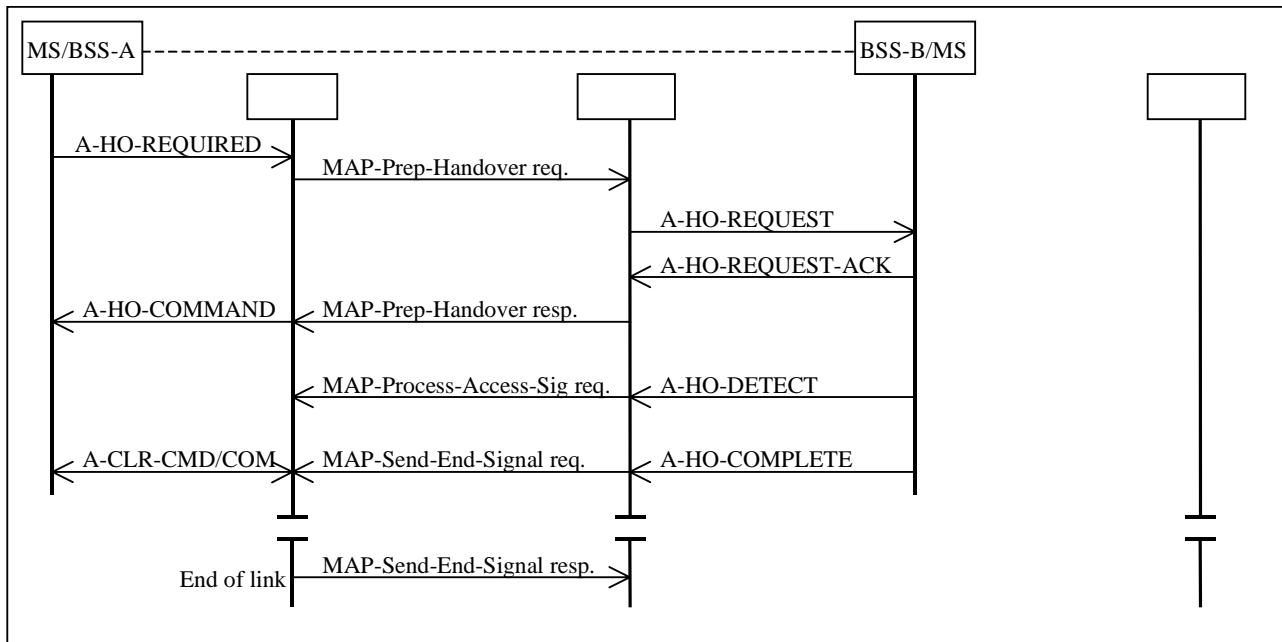 MS/BSS-A
BSS-B/MS
A-HO-REQUIRED
MAP-Prep-Handover req.
A-HO-REQUEST
A-HO-REQUEST-ACK
A-HO-COMMAND
MAP-Prep-Handover resp.
MAP-Process-Access-Sig req.
A-HO-DETECT
A-CLR-CMD/COM
MAP-Send-End-Signal req.
A-HO-COMPLETE
End of link
MAP-Send-End-Signal resp.